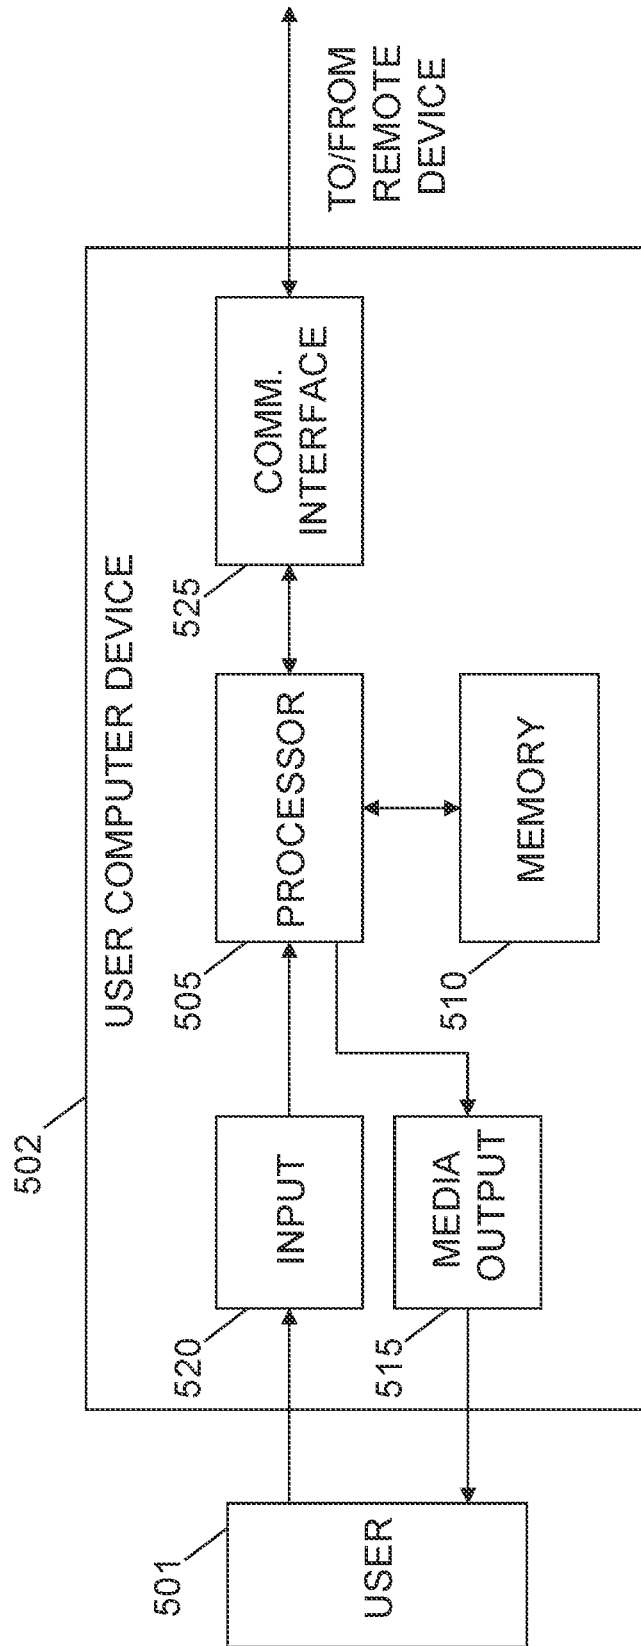 502
USER COMPUTER DEVICE
501
USER
520
INPUT
515
MEDIA
OUTPUT
505
PROCESSOR
510
MEMORY
525
COMM.
INTERFACE
TO/FROM
REMOTE
DEVICE